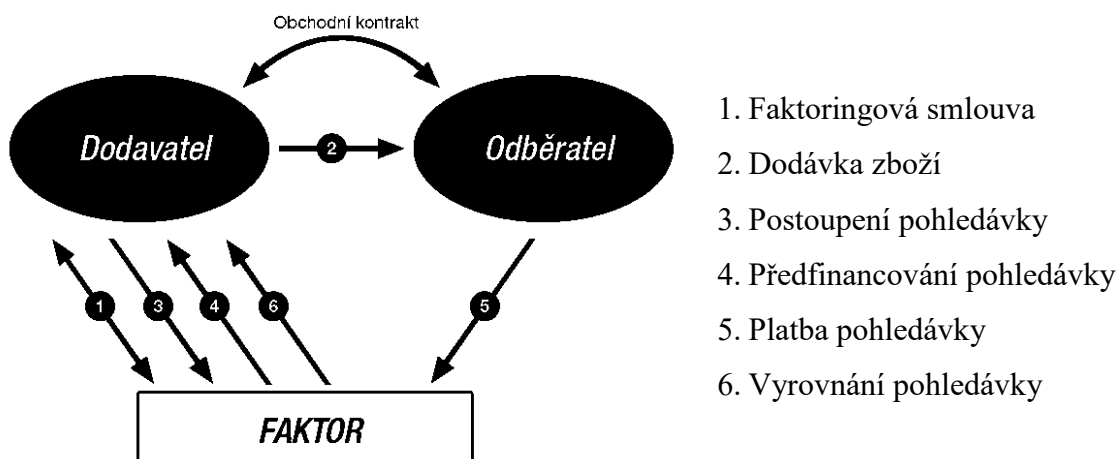 Obchodní kontrakt
Dodavatel
2
Odběratel
1
3
4
6
5
FAKTOR
1. Faktoringová smlouva
2. Dodávka zboží
3. Postoupení pohledávky
4. Předfinancování pohledávky
5. Platba pohledávky
6. Vyrovnání pohledávky